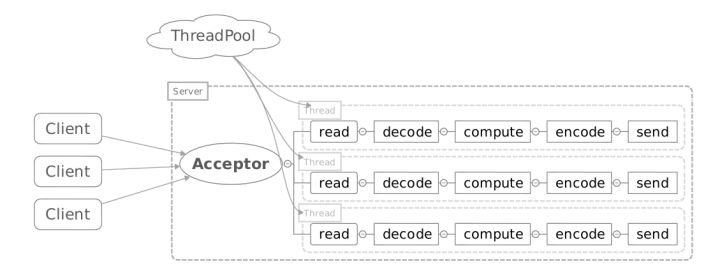 ThreadPool
Server
Thread
Client
read decode compute encode send
Acceptor
Thread
Client
read decode compute encode send
Thread
Client
read decode compute encode send